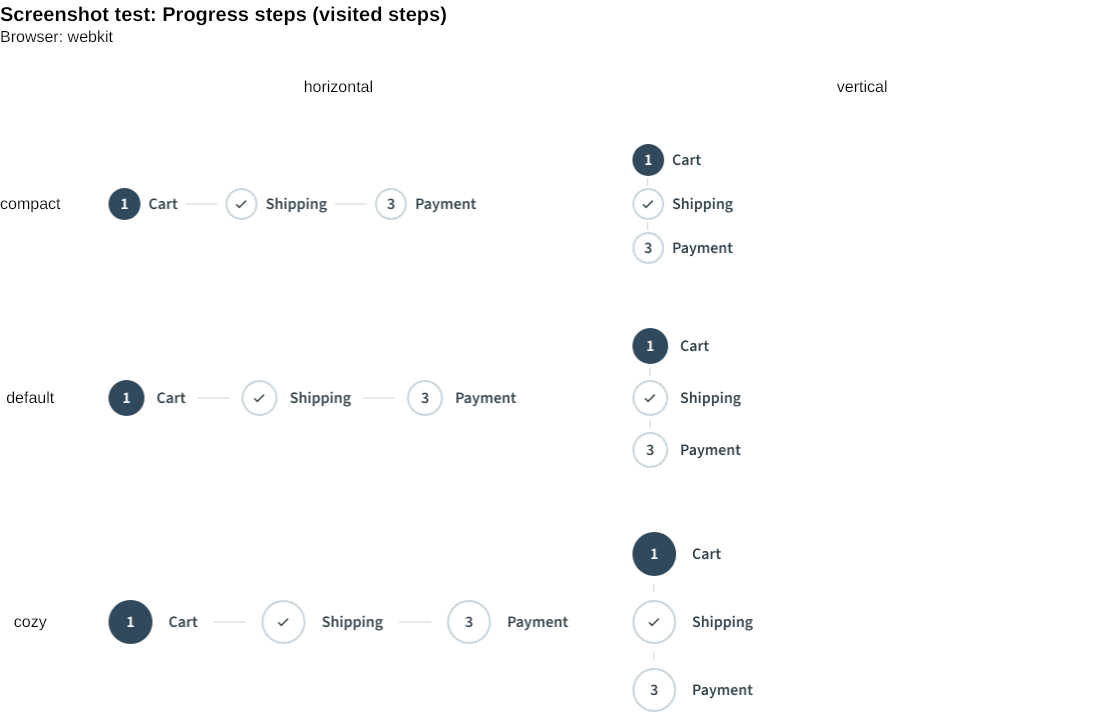 Screenshot test: Progress steps (visited steps)
Browser: webkit
horizontal vertical
compact 1 Cart Shipping 3 Payment
1 Cart
Shipping
3 Payment
default 1 Cart Shipping 3 Payment
1 Cart
Shipping
3 Payment
cozy 1 Cart Shipping 3 Payment
1 Cart
Shipping
3 Payment